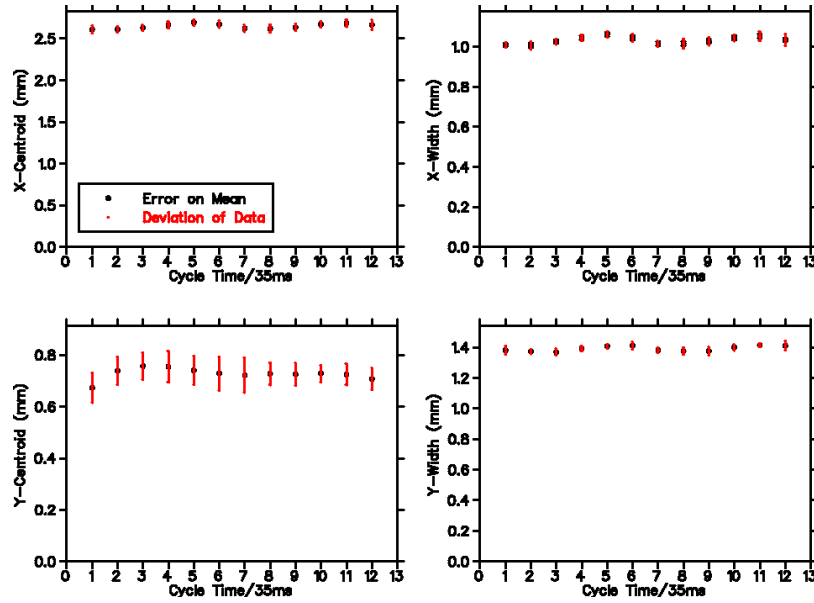 X-Centroid (mm)
2.5
2.0
1.5
1.0
0.5
0.0
Error on Mean
Deviation of Data
0 1 2 3 4 5 6 7 8 9 10 11 12 13
Cycle Time/35ms
X-Width (mm)
1.0
0.8
0.6
0.4
0.2
0.0
0 1 2 3 4 5 6 7 8 9 10 11 12 13
Cycle Time/35ms
Y-Centroid (mm)
0.8
0.6
0.4
0.2
0.0
0 1 2 3 4 5 6 7 8 9 10 11 12 13
Cycle Time/35ms
Y-Width (mm)
1.4
1.2
1.0
0.8
0.6
0.4
0.2
0.0
0 1 2 3 4 5 6 7 8 9 10 11 12 13
Cycle Time/35ms